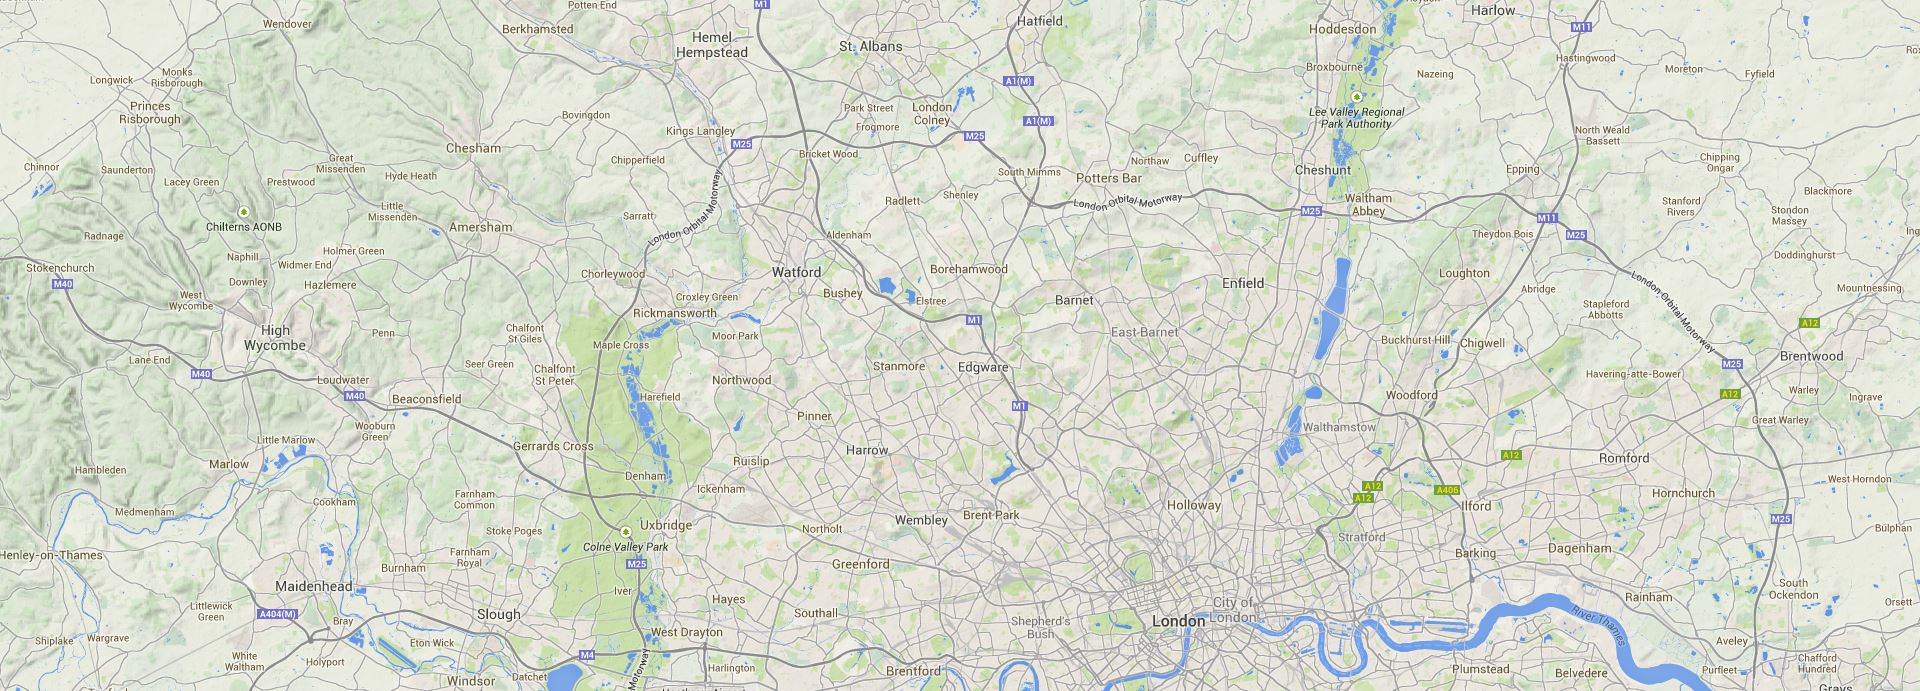 Wendover
Berkhamsted
Potten End
Hemel
Hempstead
M1
St. Albans
Hatfield
Hoddesdon
Harlow
M11
Longwick
Monks
Risborough
Princes
Risborough
Bovingdon
Kings Langley
Park Street
Frogmore
London
Colney
A1(M)
A1(M)
M25
M25
Broxbourne
Nazeing
Hastingwood
Moreton
Fyfield
Lee Valley Regional
Park Authority
North Weald
Bassett
Chinnor
Saunderton
Lacey Green
Prestwood
Great
Missenden
Chesham
Hyde Heath
Chipperfield
Bricket Wood
South Mimms
Potters Bar
Northaw
Cuffley
Cheshunt
Epping
Chipping
Ongar
Blackmore
Chilterns AONB
Radnage
Little
Missenden
Amersham
Sarratt
London Orbital Motorway
Aldenham
Radlett
Shenley
London Orbital Motorway
M25
Waltham
Abbey
M11
M25
Theydon Bois
Stanford
Rivers
Stondon
Massey
Stokenchurch
M40
Naphill
Downley
Widmer End
Holmer Green
Hazlemere
West
Wycombe
High
Wycombe
Chorleywood
Croxley Green
Rickmansworth
Watford
Bushey
Elstree
Borehamwood
Barnet
East Barnet
Enfield
Loughton
Abridge
London Orbital Motorway
Doddinghurst
Mountnessing
Stapleford
Abbotts
A12
Brentwood
Penn
Chalfont
St Giles
Maple Cross
Moor Park
M1
Buckhurst Hill
Chigwell
Lane End
M40
Loudwater
M40
Seer Green
Chalfont
St Peter
Northwood
Stanmore
Edgware
M1
Woodford
Havering-atte-Bower
M25
A12
Warley
Ingrave
Great Warley
Beaconsfield
Wooburn
Green
Harefield
Pinner
Walthamstow
Little Marlow
Marlow
Gerrards Cross
Denham
Ruislip
Harrow
Ickenham
A12
Romford
Hambleden
Medmenham
Cookham
Farnham
Common
Stoke Poges
Uxbridge
Colne Valley Park
M25
Northolt
Wembley
Brent Park
Holloway
A12
A12
A406
Ilford
Hornchurch
West Horndon
M25
Bulphan
Stratford
Henley-on-Thames
Maidenhead
Burnham
Farnham
Royal
Slough
Iver
Hayes
Greenford
Southall
Shepherd's
Bush
London
City of
London
Barking
Dagenham
Rainham
South
Ockendon
Orsett
River Thames
Littlewick
Green
A404(M)
Bray
Shiplake
Wargrave
White
Waltham
Holyport
Eton Wick
Windsor
Datchet
M4
Motorway
West Drayton
Harlington
Brentford
Plumstead
Belvedere
Aveley
Purfleet
Chafford
Hundred
Grays